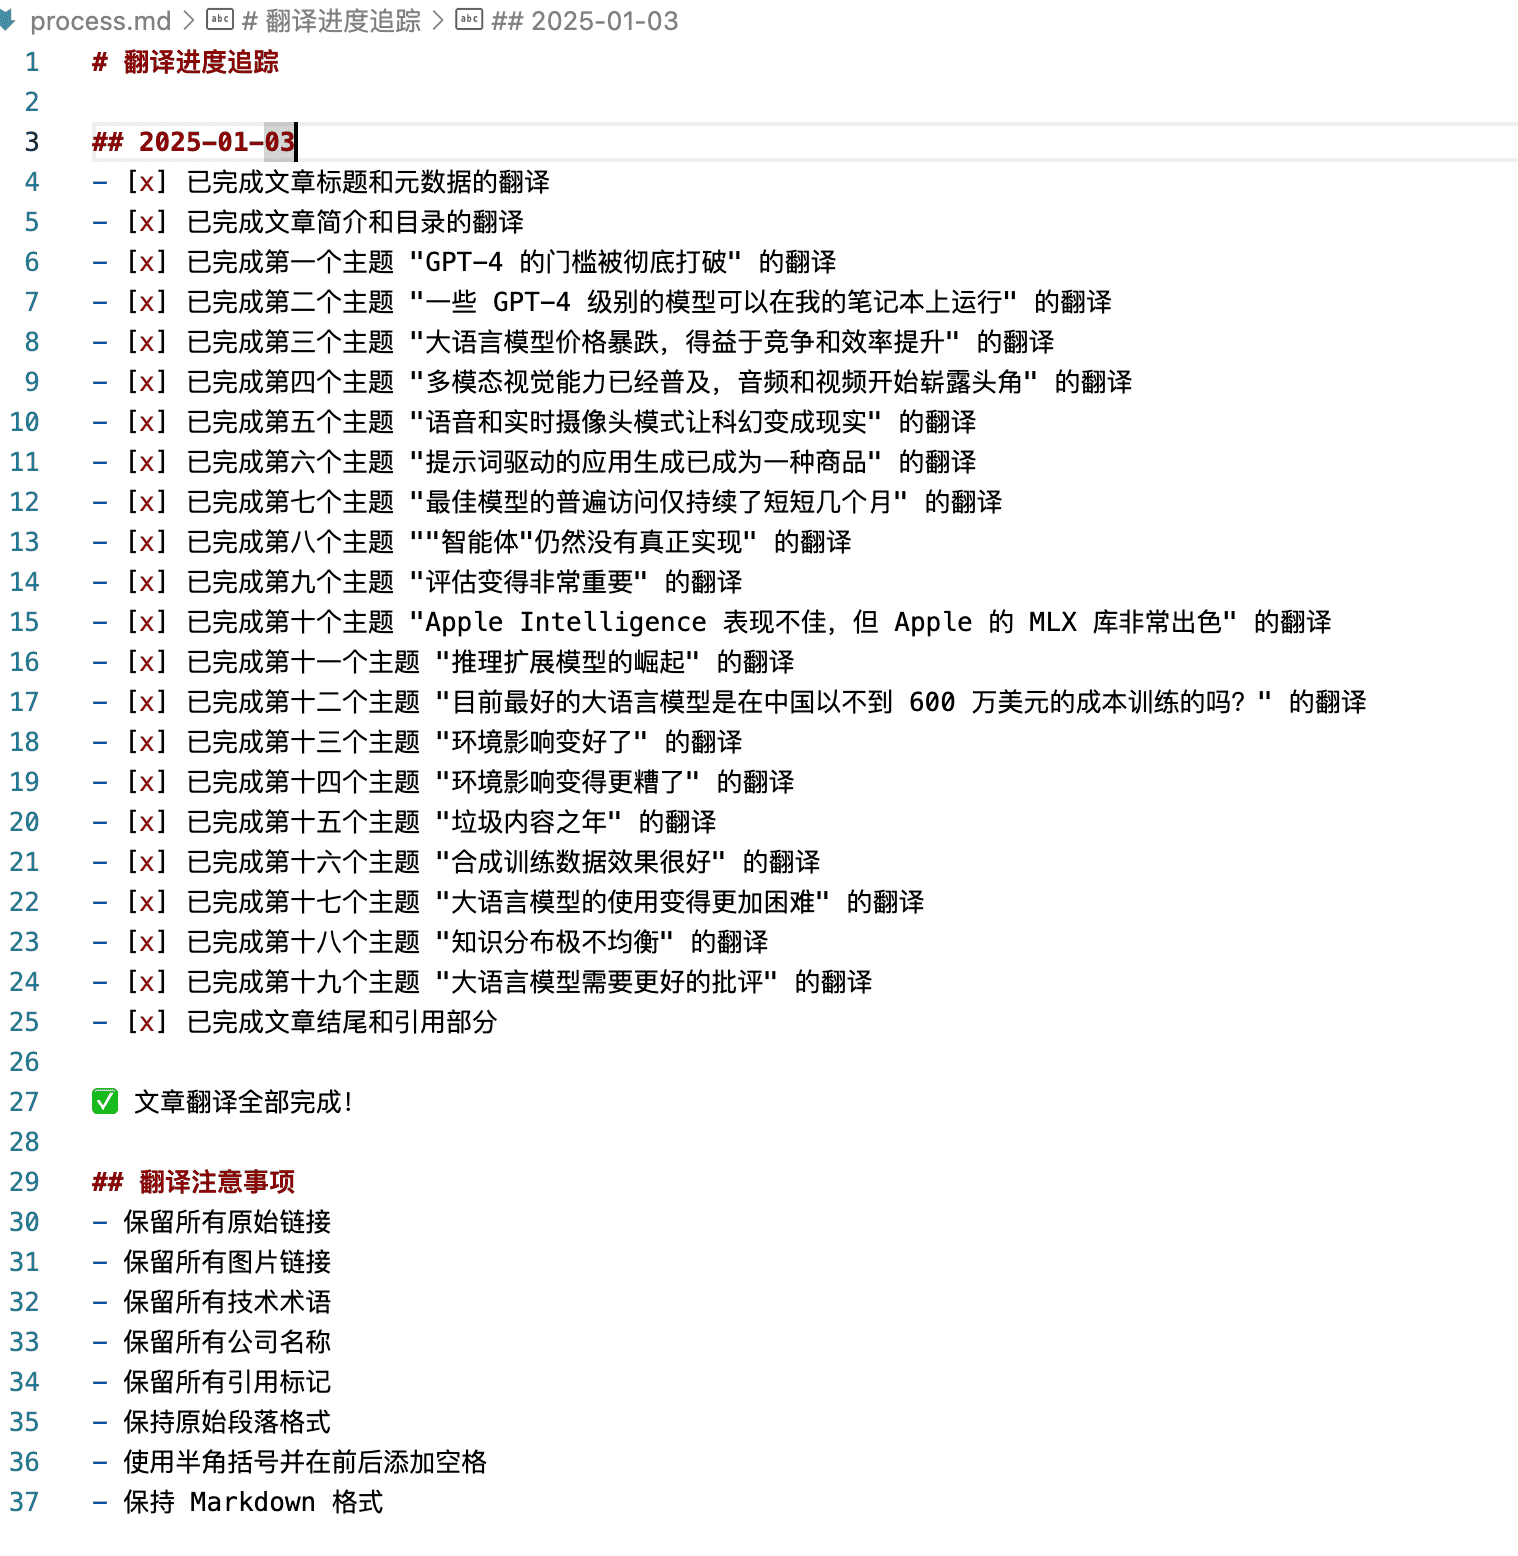 process.md > # 翻译进度追踪 > ## 2025-01-03
1 # 翻译进度追踪
2
3 ## 2025-01-03
4 - [x] 已完成文章标题和元数据的翻译
5 - [x] 已完成文章简介和目录的翻译
6 - [x] 已完成第一个主题 "GPT-4 的门槛被彻底打破" 的翻译
7 - [x] 已完成第二个主题 "一些 GPT-4 级别的模型可以在我的笔记本上运行" 的翻译
8 - [x] 已完成第三个主题 "大语言模型价格暴跌，得益于竞争和效率提升" 的翻译
9 - [x] 已完成第四个主题 "多模态视觉能力已经普及，音频和视频开始崭露头角" 的翻译
10 - [x] 已完成第五个主题 "语音和实时摄像头模式让科幻变成现实" 的翻译
11 - [x] 已完成第六个主题 "提示词驱动的应用生成已成为一种商品" 的翻译
12 - [x] 已完成第七个主题 "最佳模型的普遍访问仅持续了短短几个月" 的翻译
13 - [x] 已完成第八个主题 ""智能体"仍然没有真正实现" 的翻译
14 - [x] 已完成第九个主题 "评估变得非常重要" 的翻译
15 - [x] 已完成第十个主题 "Apple Intelligence 表现不佳，但 Apple 的 MLX 库非常出色" 的翻译
16 - [x] 已完成第十一个主题 "推理扩展模型的崛起" 的翻译
17 - [x] 已完成第十二个主题 "目前最好的大语言模型是在中国以不到 600 万美元的成本训练的吗？" 的翻译
18 - [x] 已完成第十三个主题 "环境影响变好了" 的翻译
19 - [x] 已完成第十四个主题 "环境影响变得更糟了" 的翻译
20 - [x] 已完成第十五个主题 "垃圾内容之年" 的翻译
21 - [x] 已完成第十六个主题 "合成训练数据效果很好" 的翻译
22 - [x] 已完成第十七个主题 "大语言模型的使用变得更加困难" 的翻译
23 - [x] 已完成第十八个主题 "知识分布极不均衡" 的翻译
24 - [x] 已完成第十九个主题 "大语言模型需要更好的批评" 的翻译
25 - [x] 已完成文章结尾和引用部分
26
27 ✅ 文章翻译全部完成！
28
29 ## 翻译注意事项
30 - 保留所有原始链接
31 - 保留所有图片链接
32 - 保留所有技术术语
33 - 保留所有公司名称
34 - 保留所有引用标记
35 - 保持原始段落格式
36 - 使用半角括号并在前后添加空格
37 - 保持 Markdown 格式